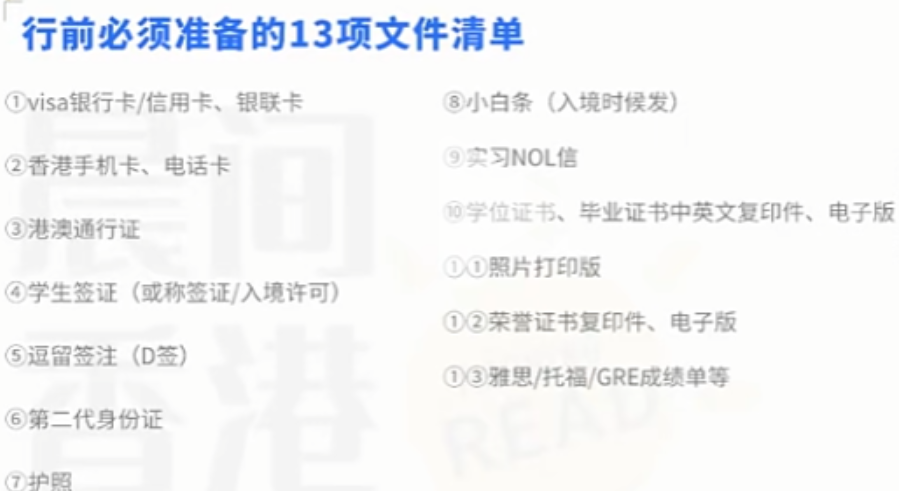 行前必须准备的13项文件清单
①visa银行卡/信用卡、银联卡
②香港手机卡、电话卡
③港澳通行证
④学生签证（或称签证/入境许可）
⑤逗留签注（D签）
⑥第二代身份证
⑦护照
⑧小白条（入境时候发）
⑨实习NOL信
⑩学位证书、毕业证书中英文复印件、电子版
①①照片打印版
①②荣誉证书复印件、电子版
①③雅思/托福/GRE成绩单等
晨间
香港
READ